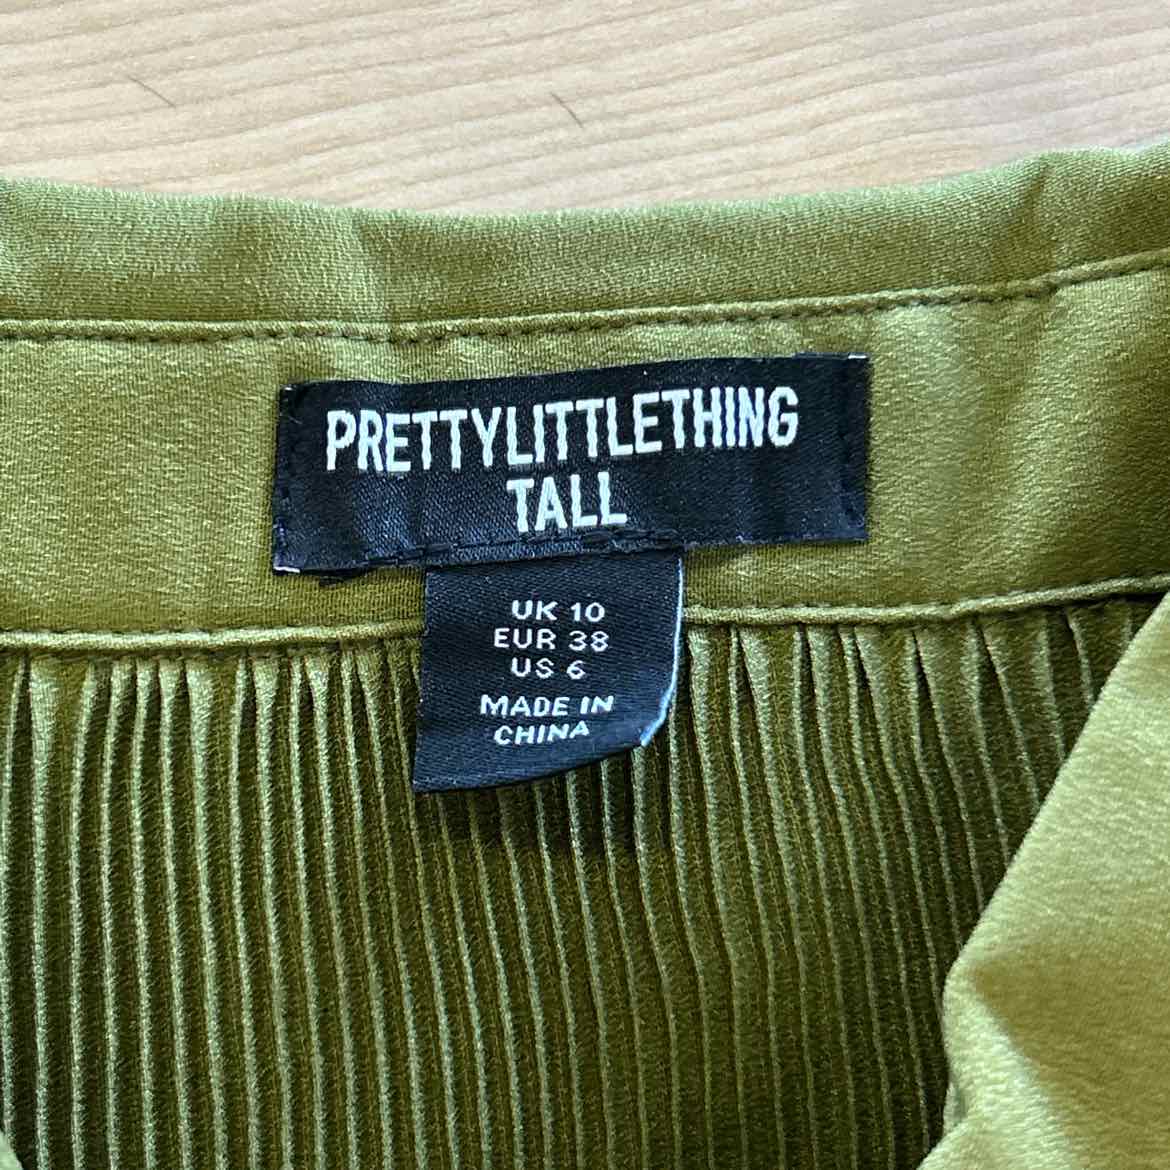 PRETTYLITTLETHING
TALL
UK 10
EUR 38
US 6
MADE IN
CHINA